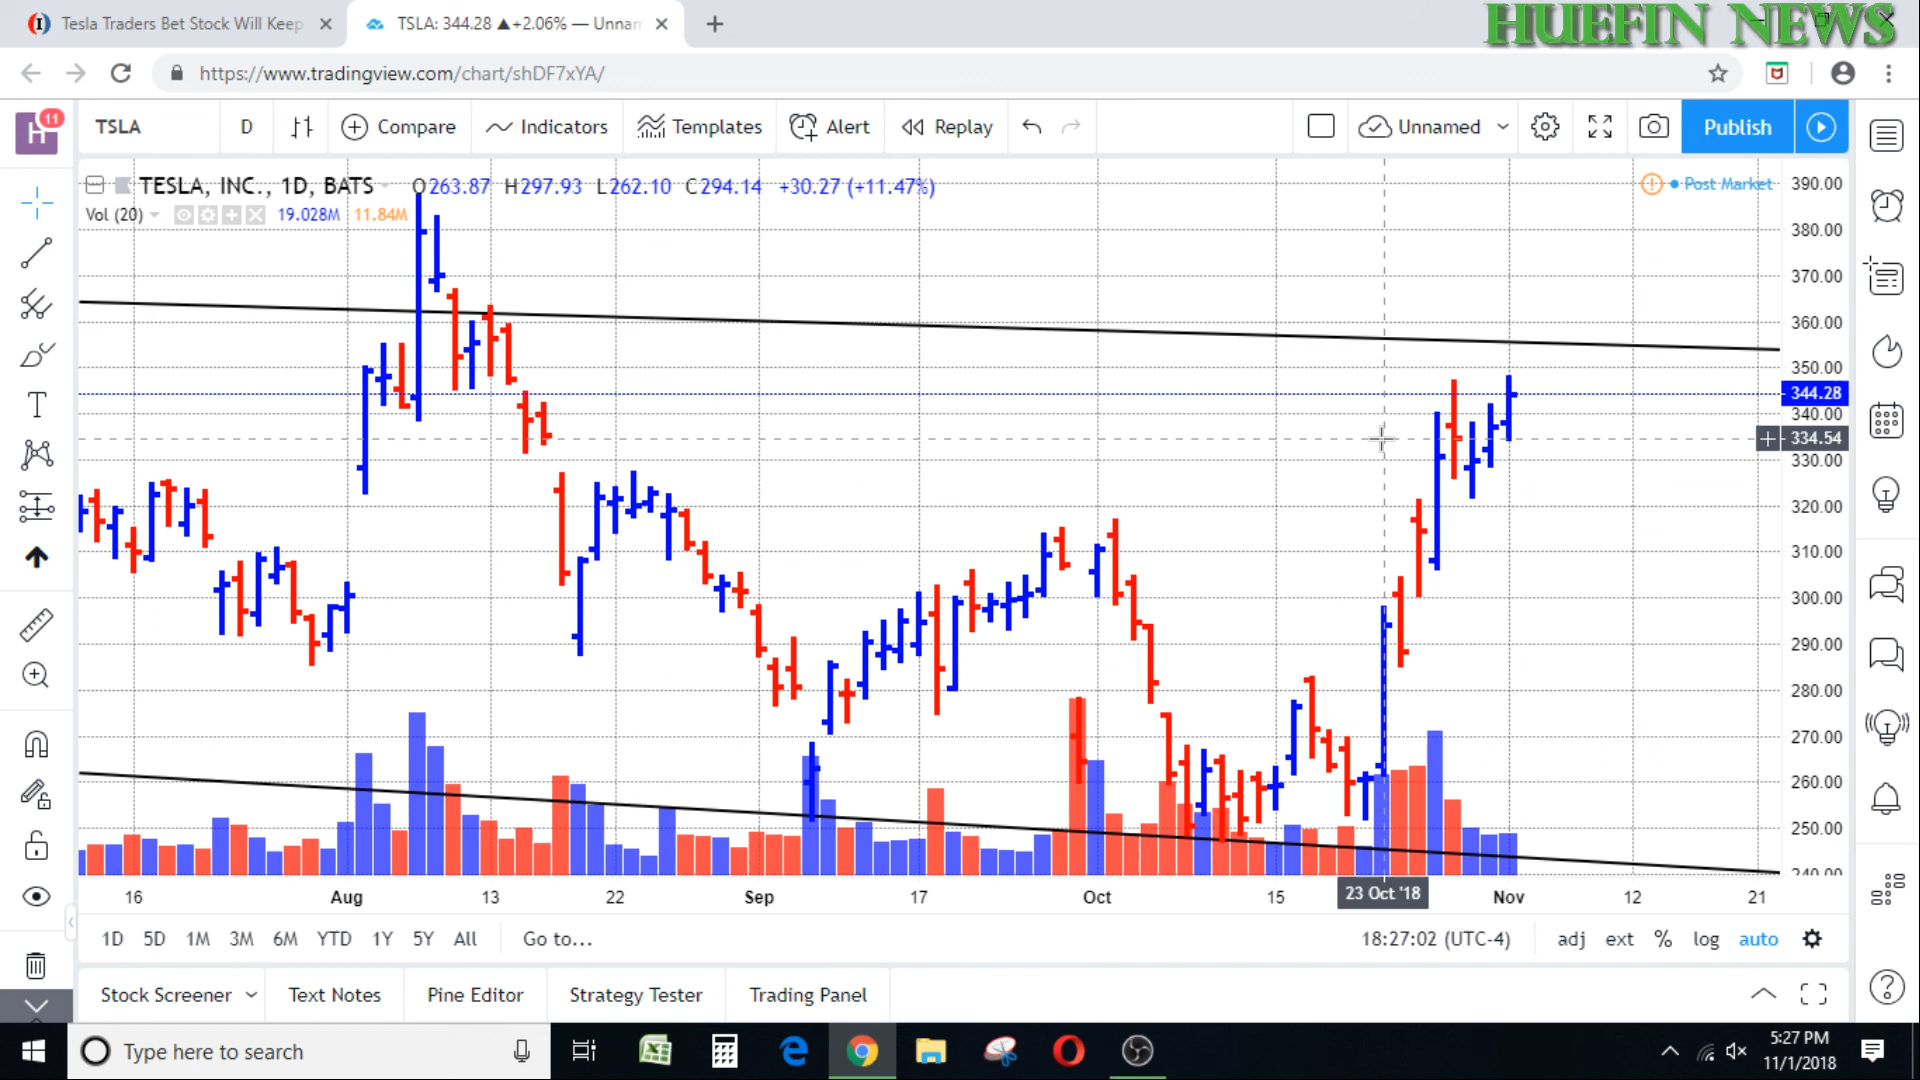 Tesla Traders Bet Stock Will Keep
TSLA: 344.28 ▲+2.06% — Unnan
HUEFIN NEWS
https://www.tradingview.com/chart/shDF7xYA/
H 11
TSLA D Compare Indicators Templates Alert Replay Unnamed Publish
TESLA, INC., 1D, BATS O263.87 H297.93 L262.10 C294.14 +30.27 (+11.47%)
Post Market
Vol (20) 19.028M 11.84M
390.00
380.00
370.00
360.00
350.00
344.28
340.00
334.54
330.00
320.00
310.00
300.00
290.00
280.00
270.00
260.00
250.00
240.00
16 Aug 13 22 Sep 17 Oct 15 23 Oct '18 Nov 12 21
1D 5D 1M 3M 6M YTD 1Y 5Y All Go to... 18:27:02 (UTC-4) adj ext % log auto
Stock Screener Text Notes Pine Editor Strategy Tester Trading Panel
Type here to search
5:27 PM
11/1/2018